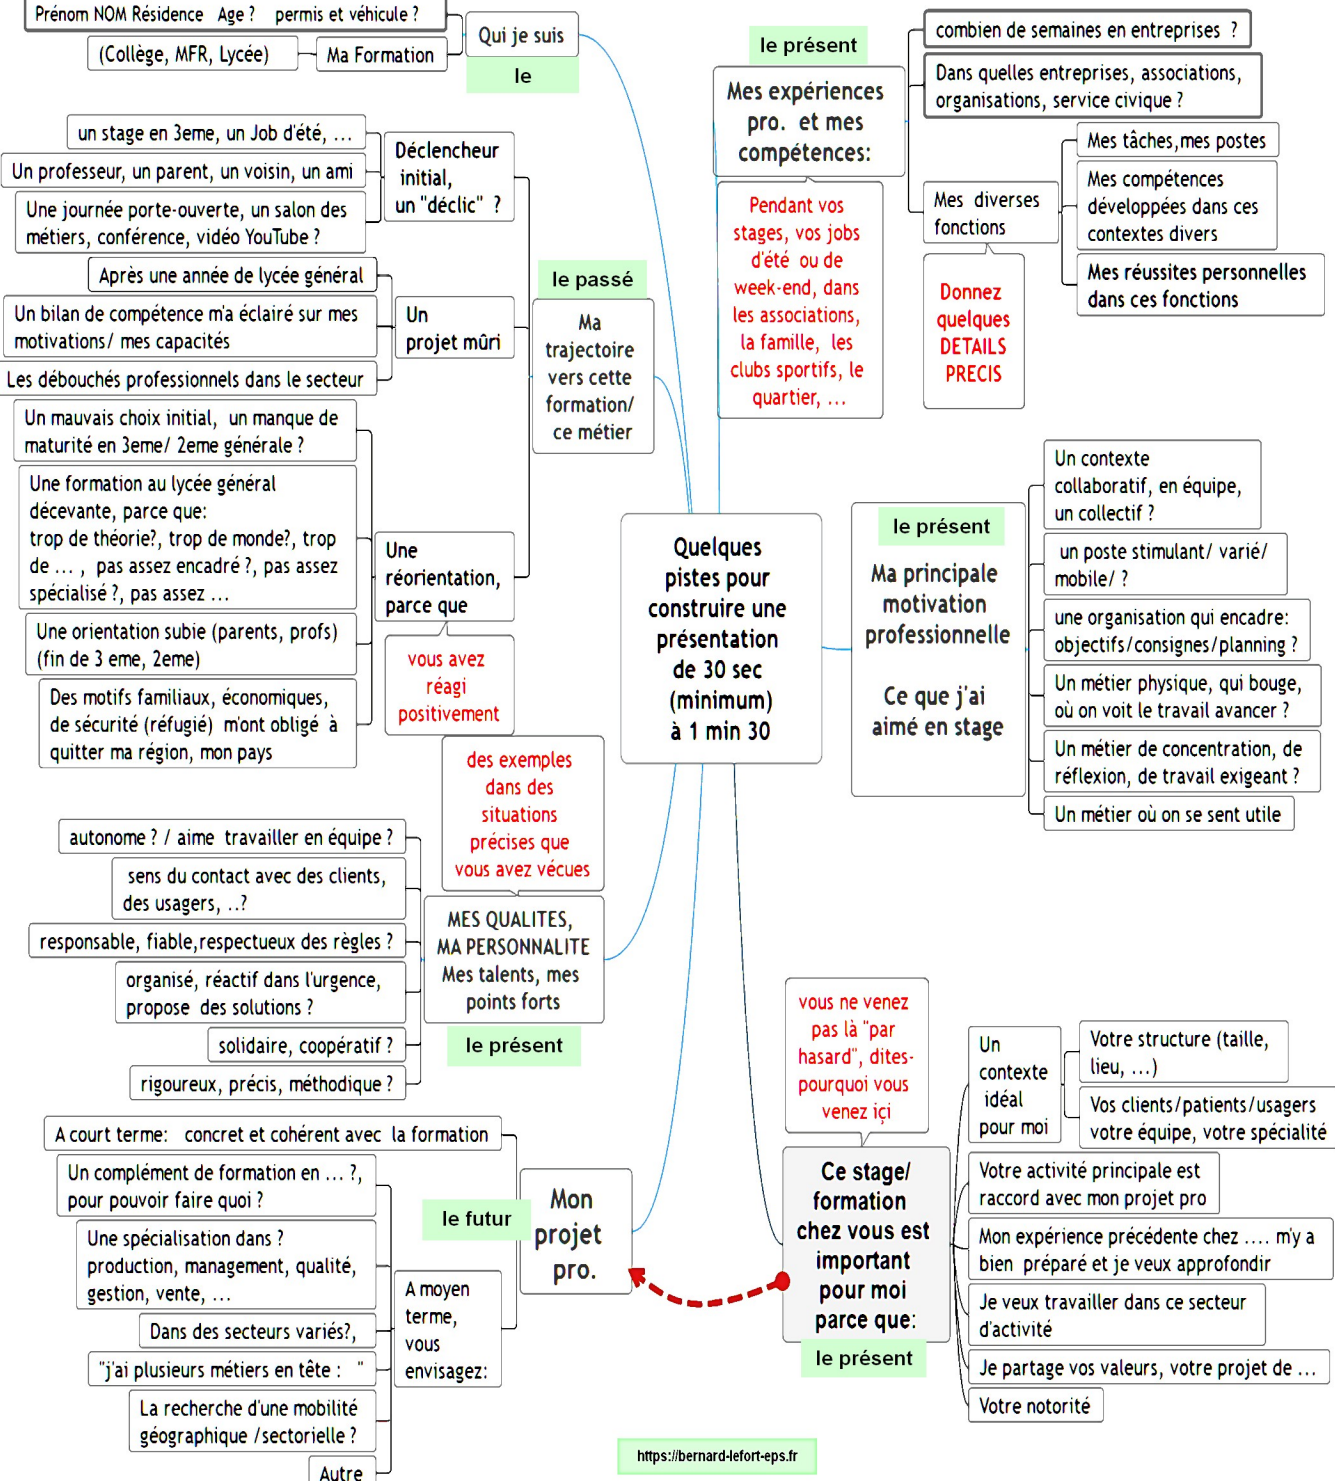 Prénom NOM Résidence Age ? permis et véhicule ?
(Collège, MFR, Lycée)
Ma Formation
Qui je suis
le
un stage en 3eme, un Job d'été, ...
Un professeur, un parent, un voisin, un ami
Une journée porte-ouverte, un salon des
métiers, conférence, vidéo YouTube ?
Déclencheur
initial,
un "déclic" ?
Après une année de lycée général
Un bilan de compétence m'a éclairé sur mes
motivations/ mes capacités
Les débouchés professionnels dans le secteur
Un
projet mûri
Un mauvais choix initial, un manque de
maturité en 3eme/ 2eme générale ?
Une formation au lycée général
décevante, parce que:
trop de théorie?, trop de monde?, trop
de ... , pas assez encadré ?, pas assez
spécialisé ?, pas assez ...
Une orientation subie (parents, profs)
(fin de 3 eme, 2eme)
Des motifs familiaux, économiques,
de sécurité (réfugié) m'ont obligé à
quitter ma région, mon pays
Une
réorientation,
parce que
vous avez
réagi
positivement
le passé
Ma
trajectoire
vers cette
formation/
ce métier
le présent
Mes expériences
pro. et mes
compétences:
Pendant vos
stages, vos jobs
d'été ou de
week-end, dans
les associations,
la famille, les
clubs sportifs, le
quartier, ...
combien de semaines en entreprises ?
Dans quelles entreprises, associations,
organisations, service civique ?
Mes diverses
fonctions
Donnez
quelques
DETAILS
PRECIS
Mes tâches,mes postes
Mes compétences
développées dans ces
contextes divers
Mes réussites personnelles
dans ces fonctions
Quelques
pistes pour
construire une
présentation
de 30 sec
(minimum)
à 1 min 30
le présent
Ma principale
motivation
professionnelle
Ce que j'ai
aimé en stage
Un contexte
collaboratif, en équipe,
un collectif ?
un poste stimulant/ varié/
mobile/ ?
une organisation qui encadre:
objectifs/consignes/planning ?
Un métier physique, qui bouge,
où on voit le travail avancer ?
Un métier de concentration, de
réflexion, de travail exigeant ?
Un métier où on se sent utile
des exemples
dans des
situations
précises que
vous avez vécues
MES QUALITES,
MA PERSONNALITE
Mes talents, mes
points forts
le présent
autonome ? / aime travailler en équipe ?
sens du contact avec des clients,
des usagers, ..?
responsable, fiable,respectueux des règles ?
organisé, réactif dans l'urgence,
propose des solutions ?
solidaire, coopératif ?
rigoureux, précis, méthodique ?
A court terme: concret et cohérent avec la formation
Un complément de formation en ... ?,
pour pouvoir faire quoi ?
Une spécialisation dans ?
production, management, qualité,
gestion, vente, ...
Dans des secteurs variés?,
"j'ai plusieurs métiers en tête : "
La recherche d'une mobilité
géographique /sectorielle ?
Autre
A moyen
terme,
vous
envisagez:
le futur
Mon
projet
pro.
vous ne venez
pas là "par
hasard", dites-
pourquoi vous
venez içi
Ce stage/
formation
chez vous est
important
pour moi
parce que:
le présent
Un
contexte
idéal
pour moi
Votre structure (taille,
lieu, ...)
Vos clients/patients/usagers
votre équipe, votre spécialité
Votre activité principale est
raccord avec mon projet pro
Mon expérience précédente chez .... m'y a
bien préparé et je veux approfondir
Je veux travailler dans ce secteur
d'activité
Je partage vos valeurs, votre projet de ...
Votre notorité
https://bernard-lefort-eps.fr